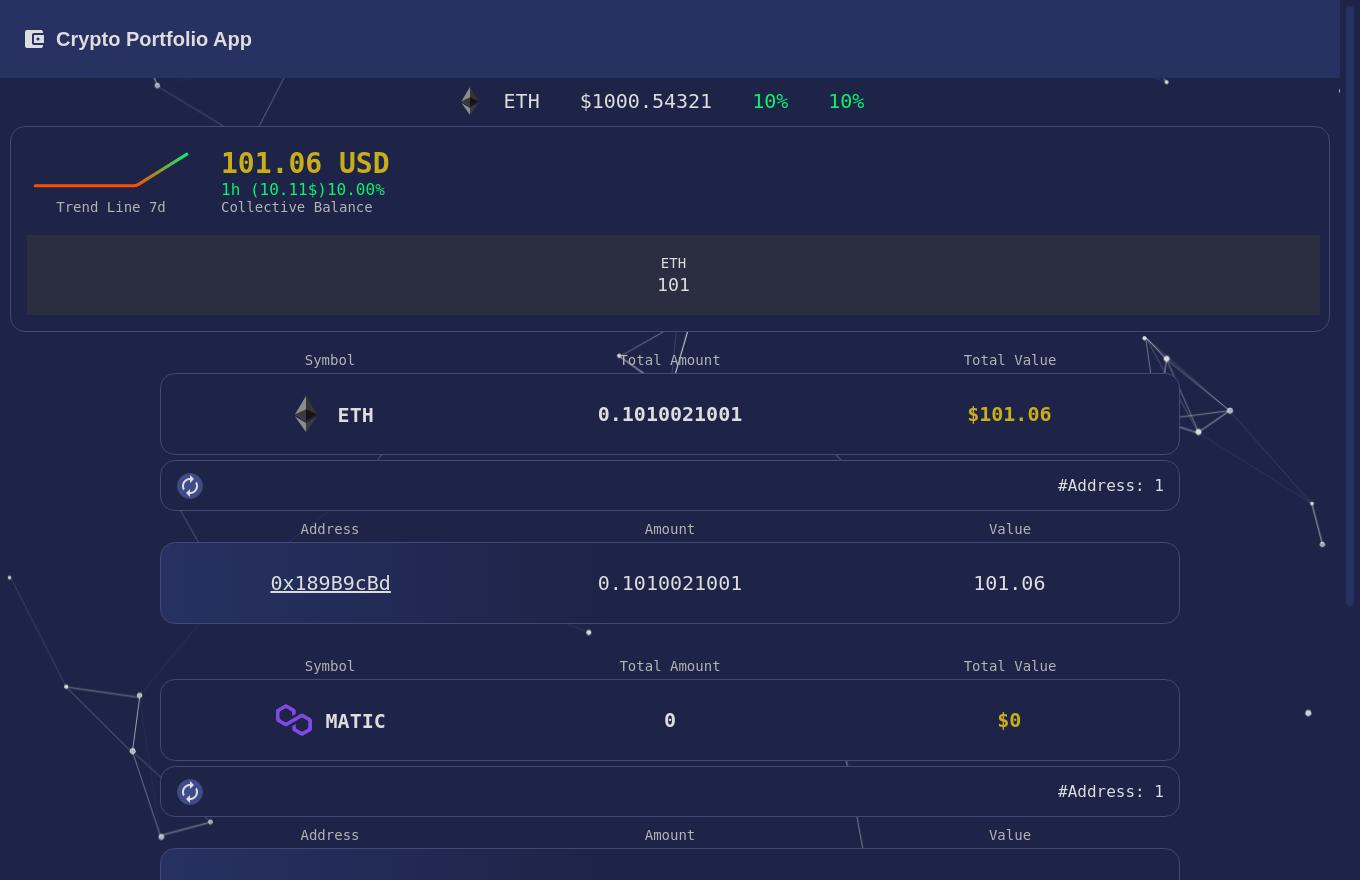 Crypto Portfolio App
ETH $1000.54321 10% 10%
101.06 USD
1h (10.11$)10.00%
Trend Line 7d
Collective Balance
ETH
101
Symbol Total Amount Total Value
ETH 0.1010021001 $101.06
#Address: 1
Address Amount Value
0x189B9cBd 0.1010021001 101.06
Symbol Total Amount Total Value
MATIC 0 $0
#Address: 1
Address Amount Value